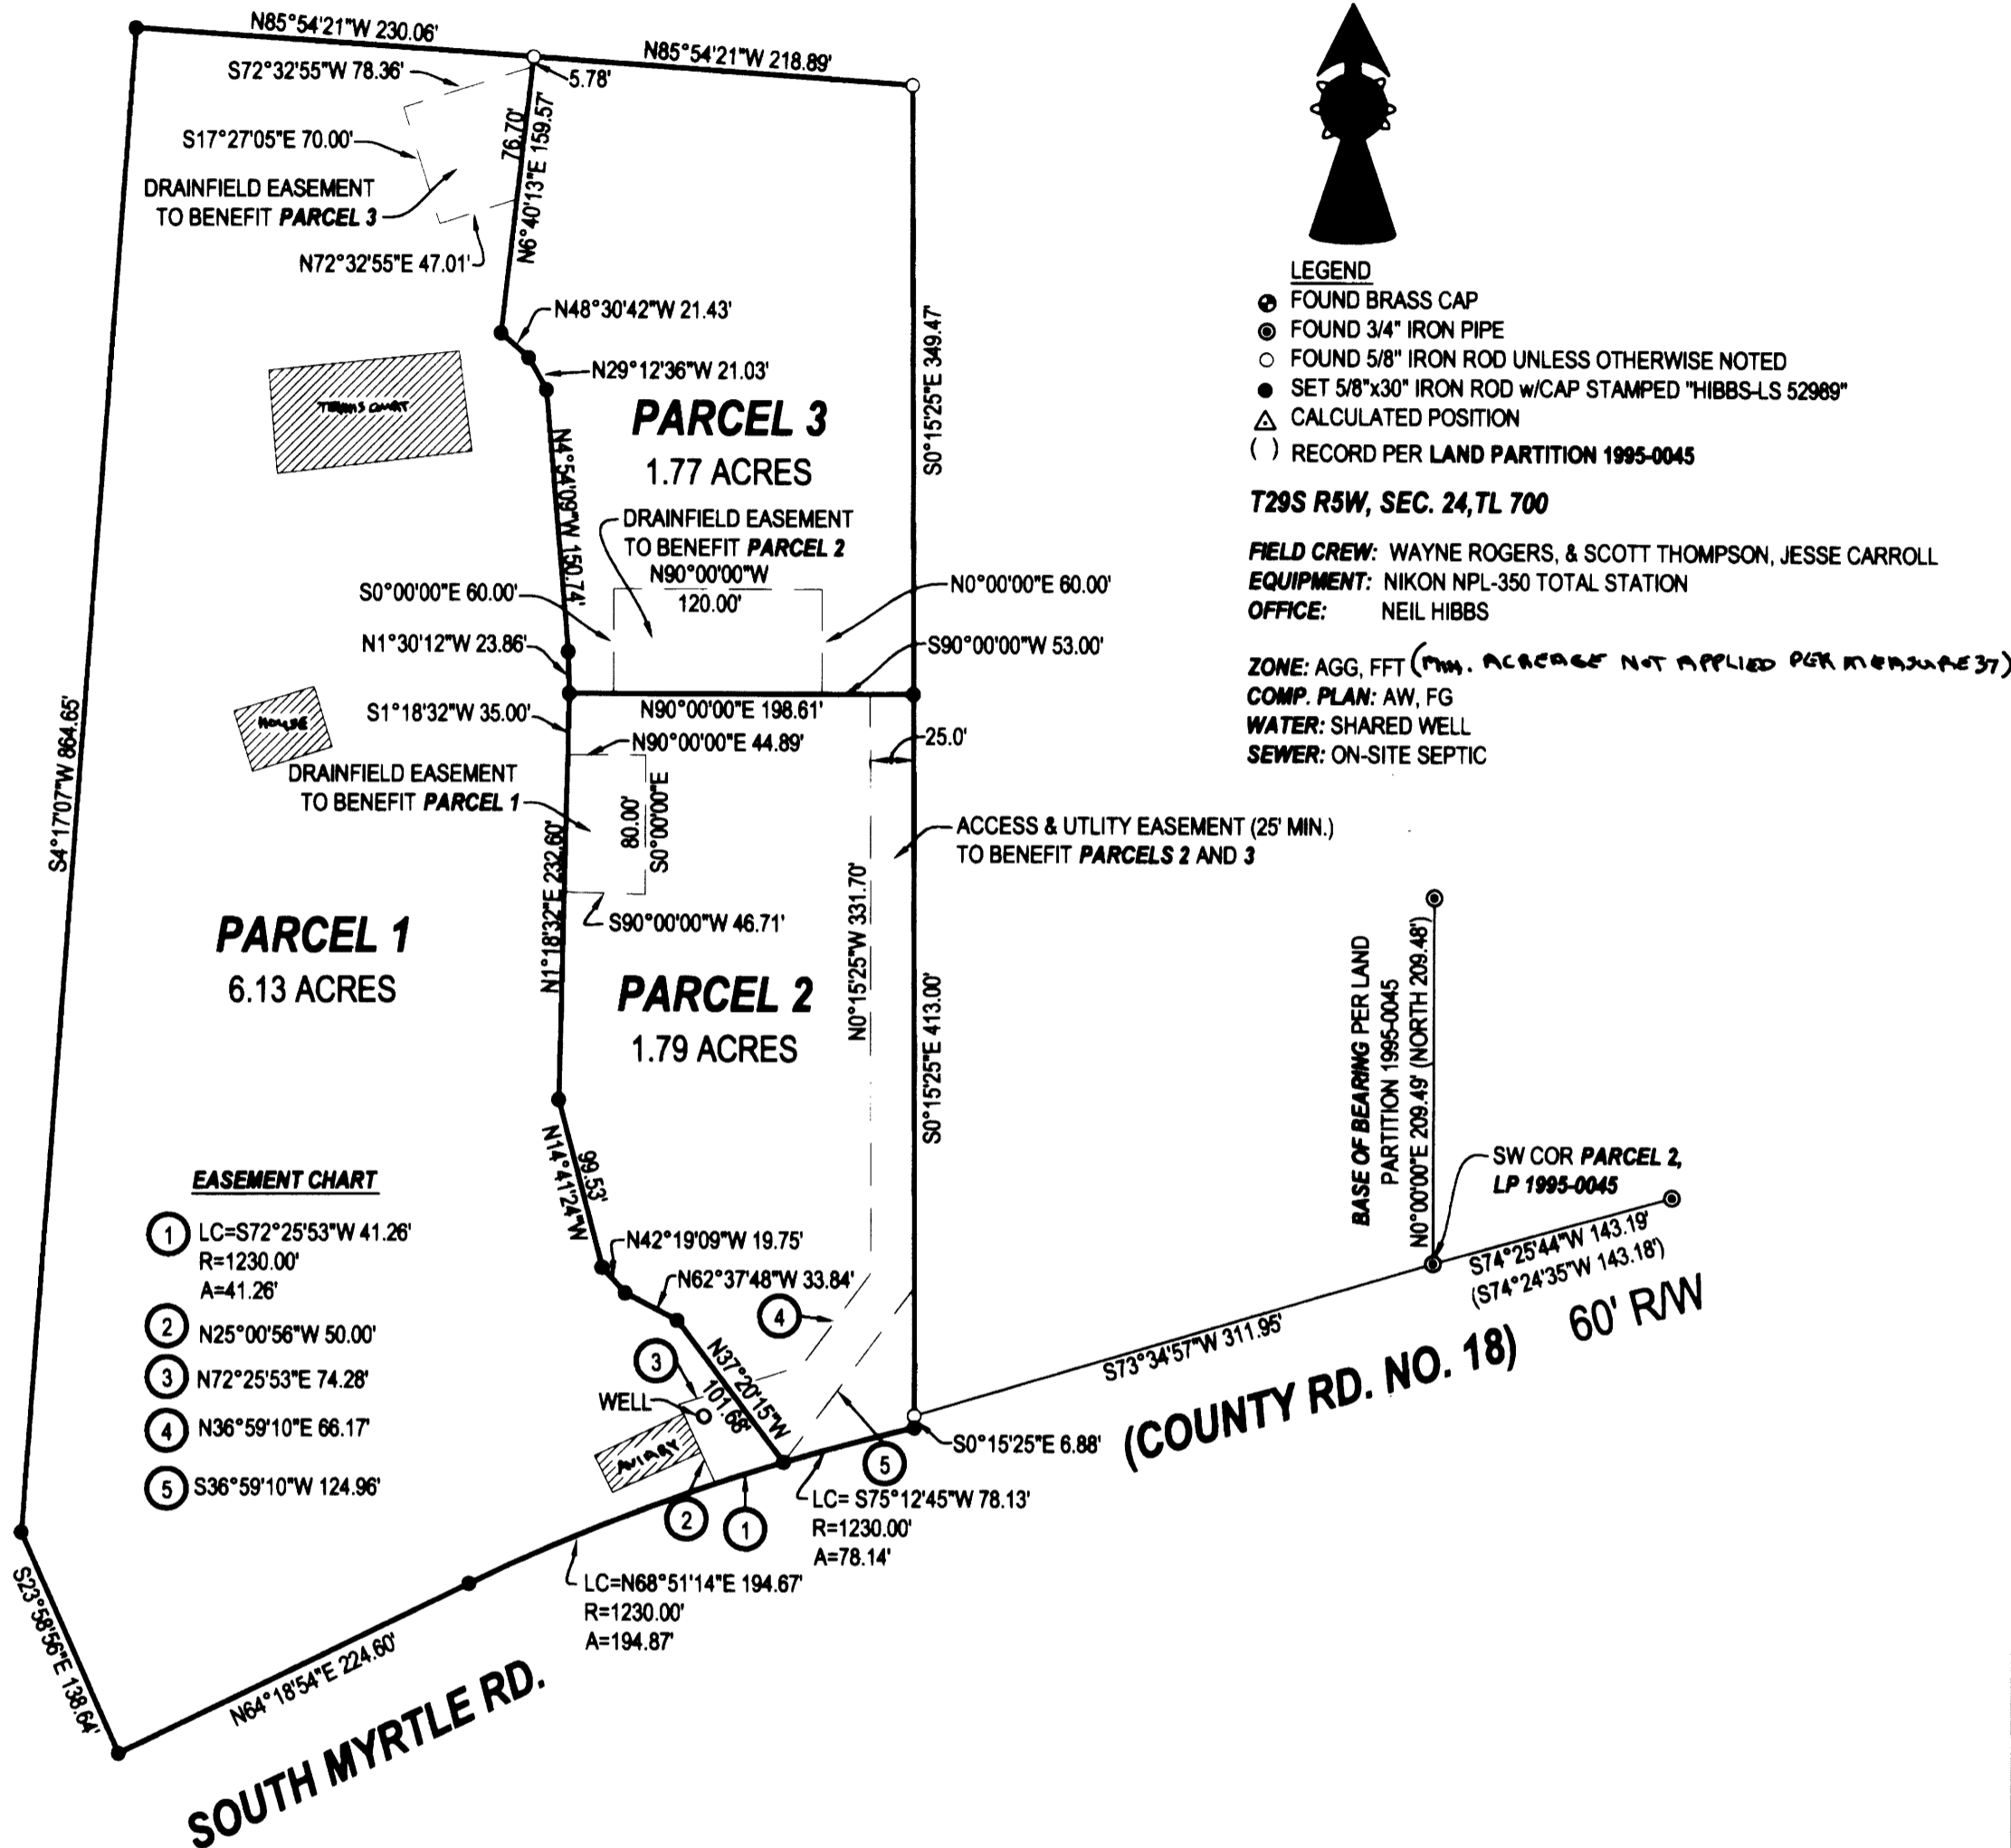 N85°54'21"W 230.06'
N85°54'21"W 218.89'
S72°32'55"W 78.36'
5.78'
S17°27'05"E 70.00'
76.70'
N6°40'13"E 159.57'
DRAINFIELD EASEMENT
TO BENEFIT PARCEL 3
N72°32'55"E 47.01'
N48°30'42"W 21.43'
N29°12'36"W 21.03'
S0°15'25"E 349.47'
TENNIS COURT
PARCEL 3
1.77 ACRES
N4°54'09"W 150.74'
DRAINFIELD EASEMENT
TO BENEFIT PARCEL 2
N90°00'00"W
120.00'
S0°00'00"E 60.00'
N0°00'00"E 60.00'
N1°30'12"W 23.86'
S90°00'00"W 53.00'
S4°17'07"W 864.65'
HOUSE
S1°18'32"W 35.00'
N90°00'00"E 198.61'
N90°00'00"E 44.89'
25.0'
DRAINFIELD EASEMENT
TO BENEFIT PARCEL 1
80.00'
S0°00'00"E
ACCESS & UTLITY EASEMENT (25' MIN.)
TO BENEFIT PARCELS 2 AND 3
N1°18'32"E 232.60'
S90°00'00"W 46.71'
N0°15'25"W 331.70'
PARCEL 1
6.13 ACRES
PARCEL 2
1.79 ACRES
S0°15'25"E 413.00'
N14°41'24"W
99.53'
N42°19'09"W 19.75'
N62°37'48"W 33.84'
4
3
N37°20'15"W
101.68'
WELL
AVIARY
S0°15'25"E 6.88'
5
2
1
LC= S75°12'45"W 78.13'
R=1230.00'
A=78.14'
LC=N68°51'14"E 194.67'
R=1230.00'
A=194.87'
S23°58'56"E 138.64'
N64°18'54"E 224.60'
SOUTH MYRTLE RD.
(COUNTY RD. NO. 18)
60' R/W
EASEMENT CHART
1 LC=S72°25'53"W 41.26'
R=1230.00'
A=41.26'
2 N25°00'56"W 50.00'
3 N72°25'53"E 74.28'
4 N36°59'10"E 66.17'
5 S36°59'10"W 124.96'
LEGEND
FOUND BRASS CAP
FOUND 3/4" IRON PIPE
FOUND 5/8" IRON ROD UNLESS OTHERWISE NOTED
SET 5/8"x30" IRON ROD w/CAP STAMPED "HIBBS-LS 52989"
CALCULATED POSITION
( ) RECORD PER LAND PARTITION 1995-0045
T29S R5W, SEC. 24,TL 700
FIELD CREW: WAYNE ROGERS, & SCOTT THOMPSON, JESSE CARROLL
EQUIPMENT: NIKON NPL-350 TOTAL STATION
OFFICE: NEIL HIBBS
ZONE: AGG, FFT (MIN. ACREAGE NOT APPLIED PER MEASURE 37)
COMP. PLAN: AW, FG
WATER: SHARED WELL
SEWER: ON-SITE SEPTIC
BASE OF BEARING PER LAND
PARTITION 1995-0045
N0°00'00"E 209.49' (NORTH 209.48')
SW COR PARCEL 2,
LP 1995-0045
S74°25'44"W 143.19'
(S74°24'35"W 143.18')
S73°34'57"W 311.95'